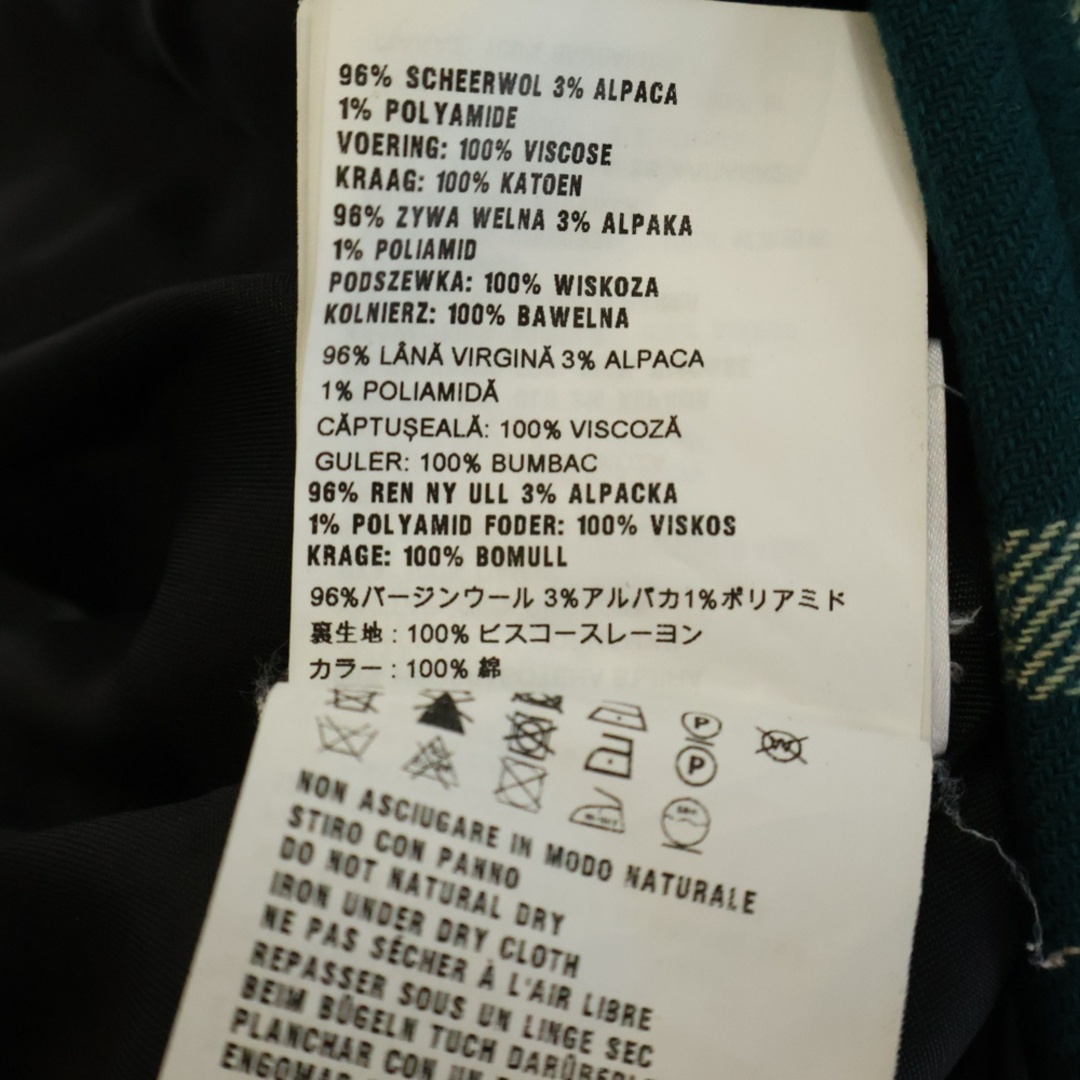 96% SCHEERWOL 3% ALPACA
1% POLYAMIDE
VOERING: 100% VISCOSE
KRAAG: 100% KATOEN
96% ZYWA WELNA 3% ALPAKA
1% POLIAMID
PODSZEWKA: 100% WISKOZA
KOLNIERZ: 100% BAWELNA
96% LÂNĂ VIRGINĂ 3% ALPACA
1% POLIAMIDĂ
CĂPTUȘEALĂ: 100% VISCOZĂ
GULER: 100% BUMBAC
96% REN NY ULL 3% ALPACKA
1% POLYAMID FODER: 100% VISKOS
KRAGE: 100% BOMULL
96%バージンウール 3%アルパカ1%ポリアミド
裏生地 : 100% ビスコースレーヨン
カラー : 100% 綿
P
W
P
NON ASCIUGARE IN MODO NATURALE
STIRO CON PANNO
DO NOT NATURAL DRY
IRON UNDER DRY CLOTH
NE PAS SÉCHER À L'AIR LIBRE
REPASSER SOUS UN LINGE SEC
BEIM BÜGELN TUCH
PLANCHAR CON UN